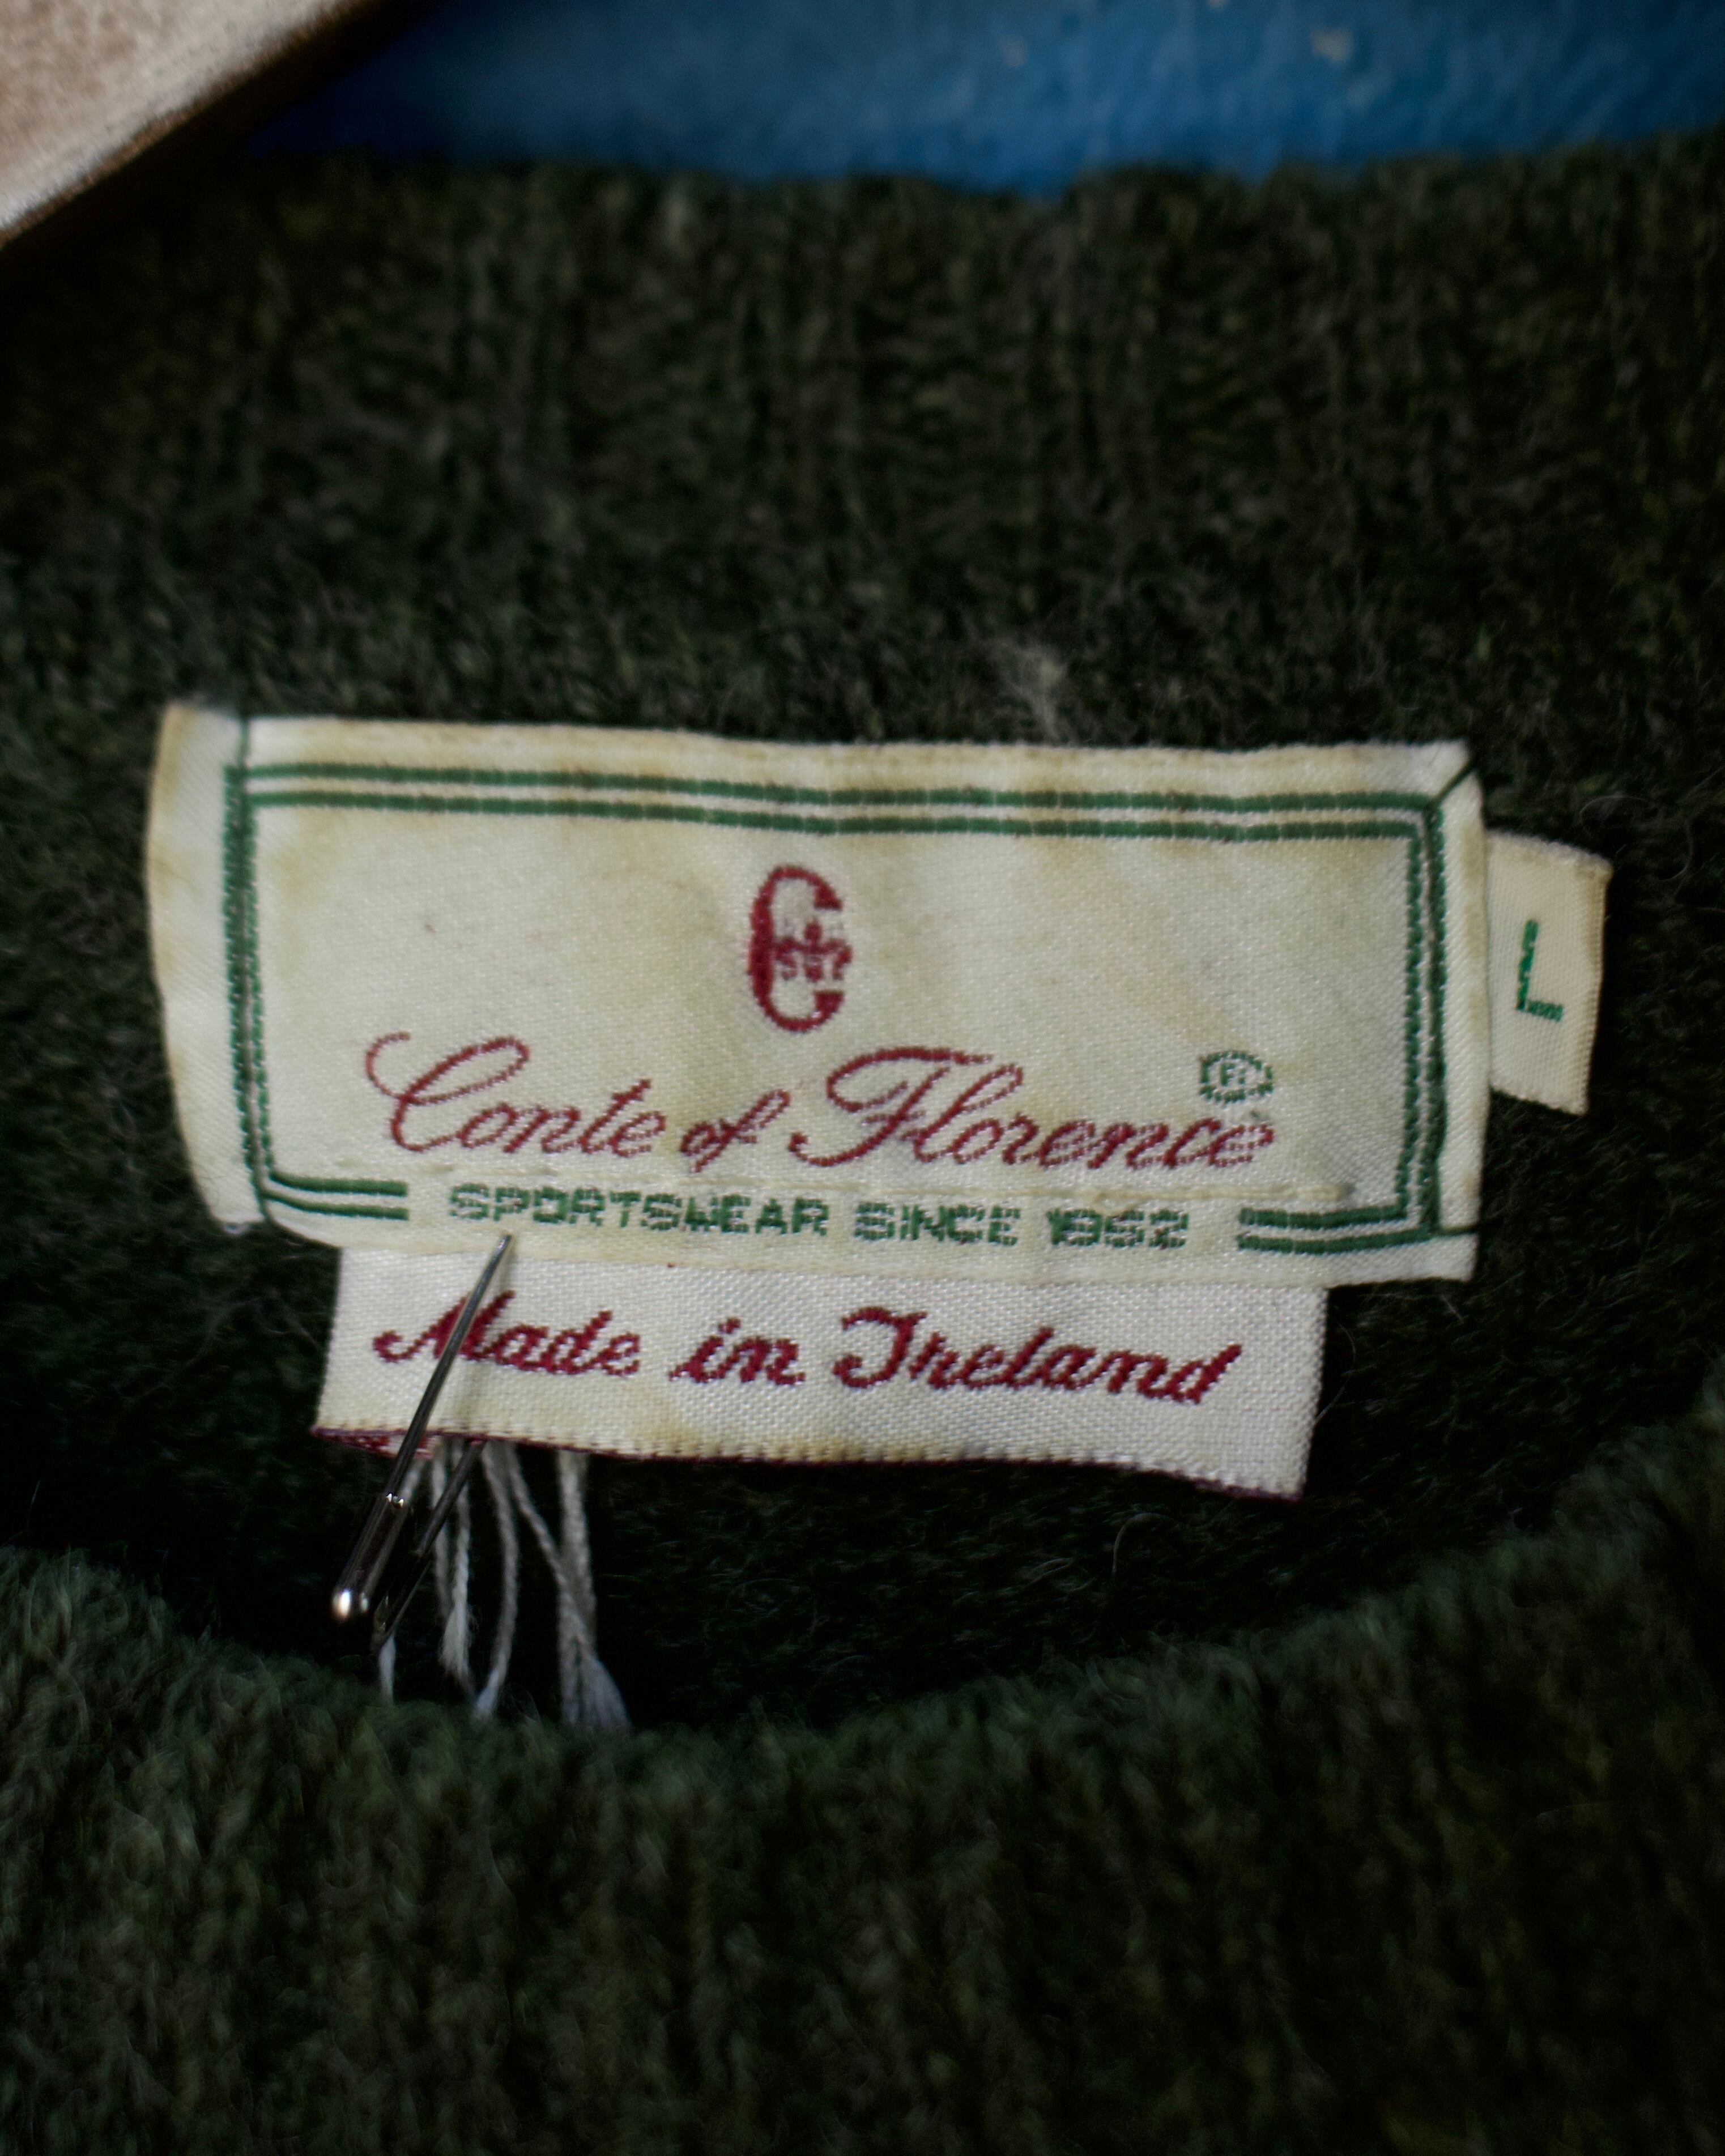 C
Conte of Florence
SPORTSWEAR SINCE 1952
L
Made in Ireland